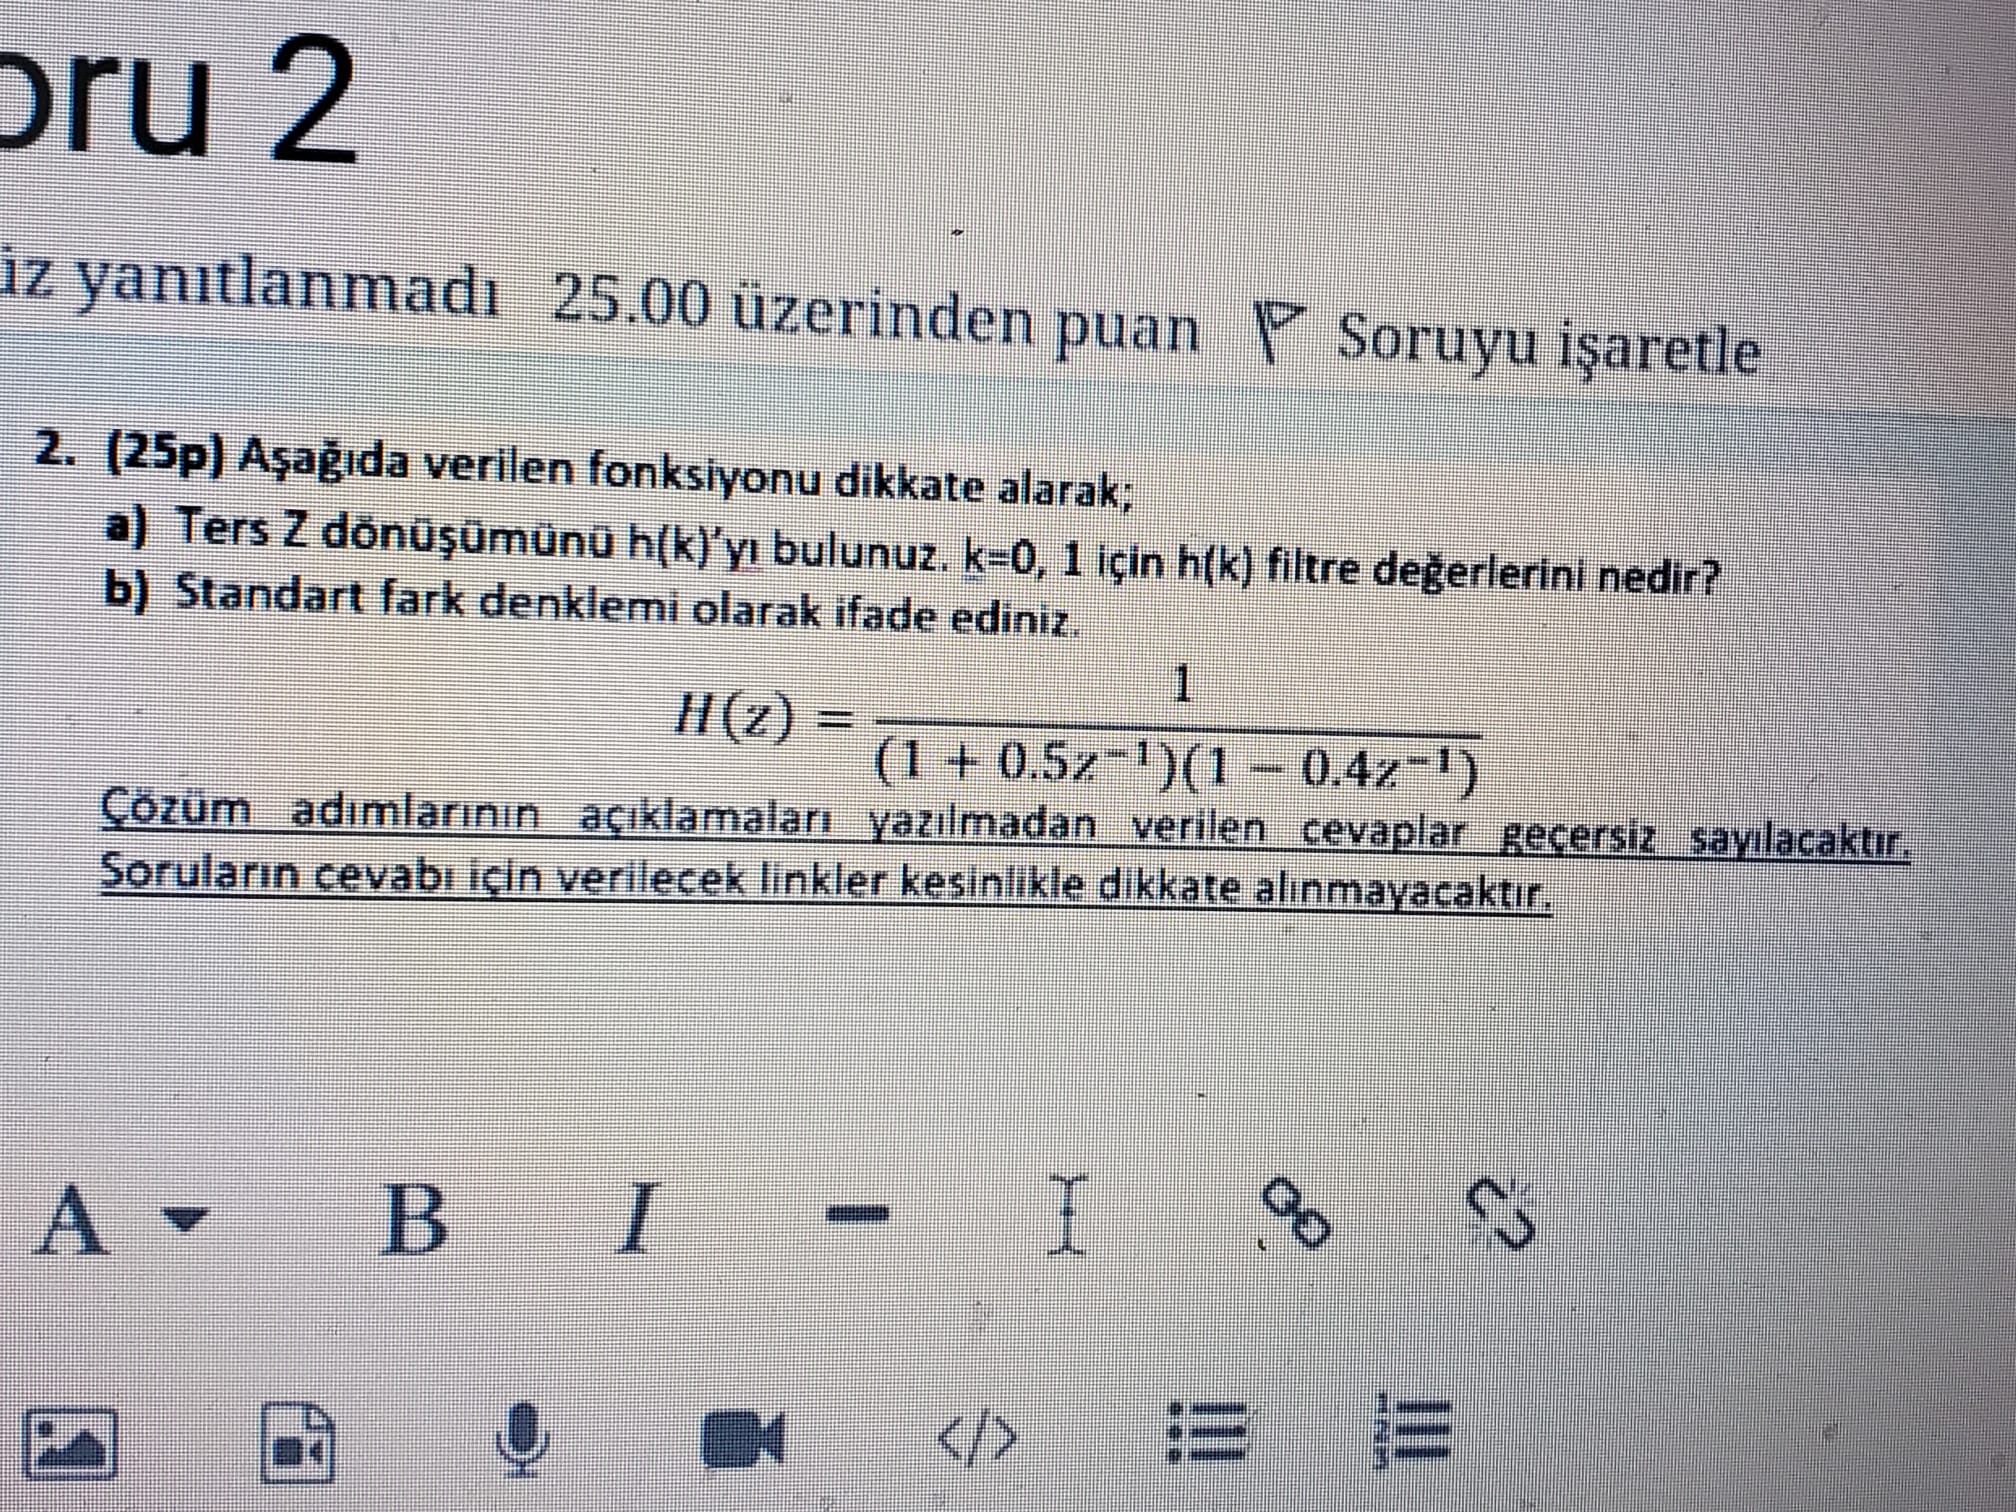 oru 2
iz yanıtlanmadı 25.00 üzerinden puan Soruyu işaretle
2. (25p) Aşağıda verilen fonksiyonu dikkate alarak;
a) Ters Z dönüşümünü h(k)'yı bulunuz. k=0, 1 için h(k) filtre değerlerini nedir?
b) Standart fark denklemi olarak ifade ediniz.
H(z) = 1 / (1 + 0.5z⁻¹)(1 − 0.4z⁻¹)
Çözüm adımlarının açıklamaları yazılmadan verilen cevaplar geçersiz sayılacaktır.
Soruların cevabı için verilecek linkler kesinlikle dikkate alınmayacaktır.
A B I
</>